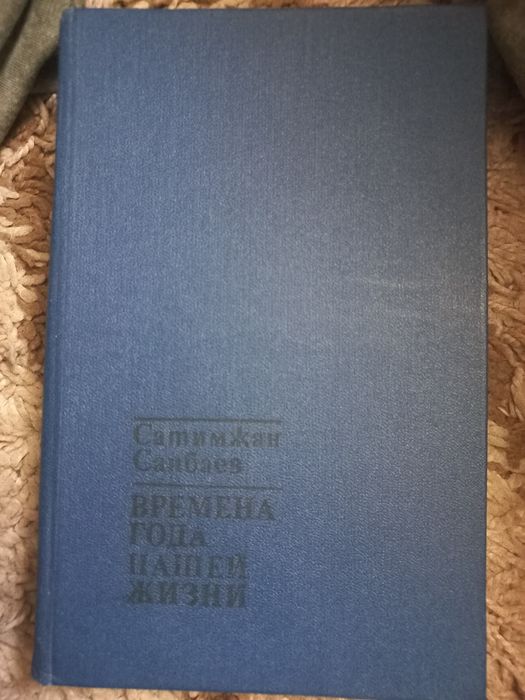 Сатимжан
Санбаев
ВРЕМЕНА
ГОДА
НАШЕЙ
ЖИЗНИ